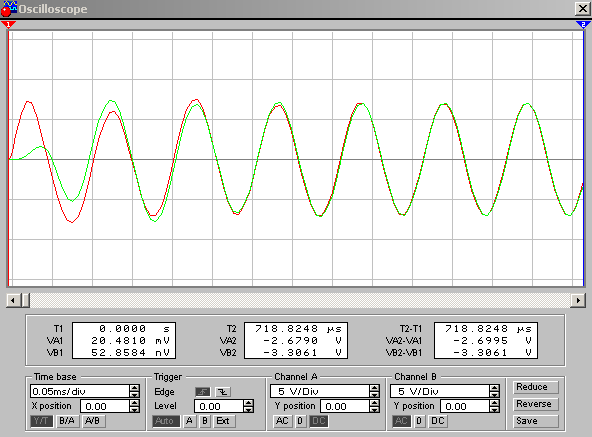 Oscilloscope
1 2
T1 0.0000 s T2 718.8248 µs T2-T1 718.8248 µs
VA1 20.4810 mV VA2 -2.6790 V VA2-VA1 -2.6995 V
VB1 52.8584 nV VB2 -3.3061 V VB2-VB1 -3.3061 V
Time base Trigger Channel A Channel B Reduce
0.05ms/div Edge 5 V/Div 5 V/Div Reverse
X position 0.00 Level 0.00 Y position 0.00 Y position 0.00
Y/T B/A A/B Auto A B Ext AC 0 DC AC 0 DC Save